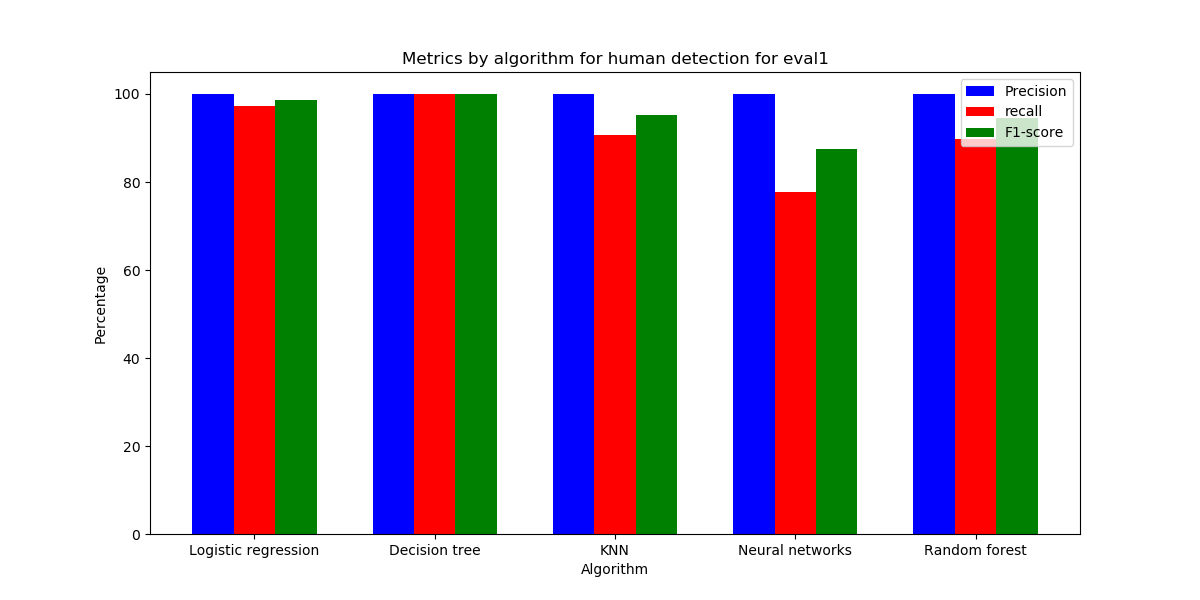 Metrics by algorithm for human detection for eval1
Precision
recall
F1-score
100
80
60
40
20
0
Percentage
Logistic regression
Decision tree
KNN
Neural networks
Random forest
Algorithm